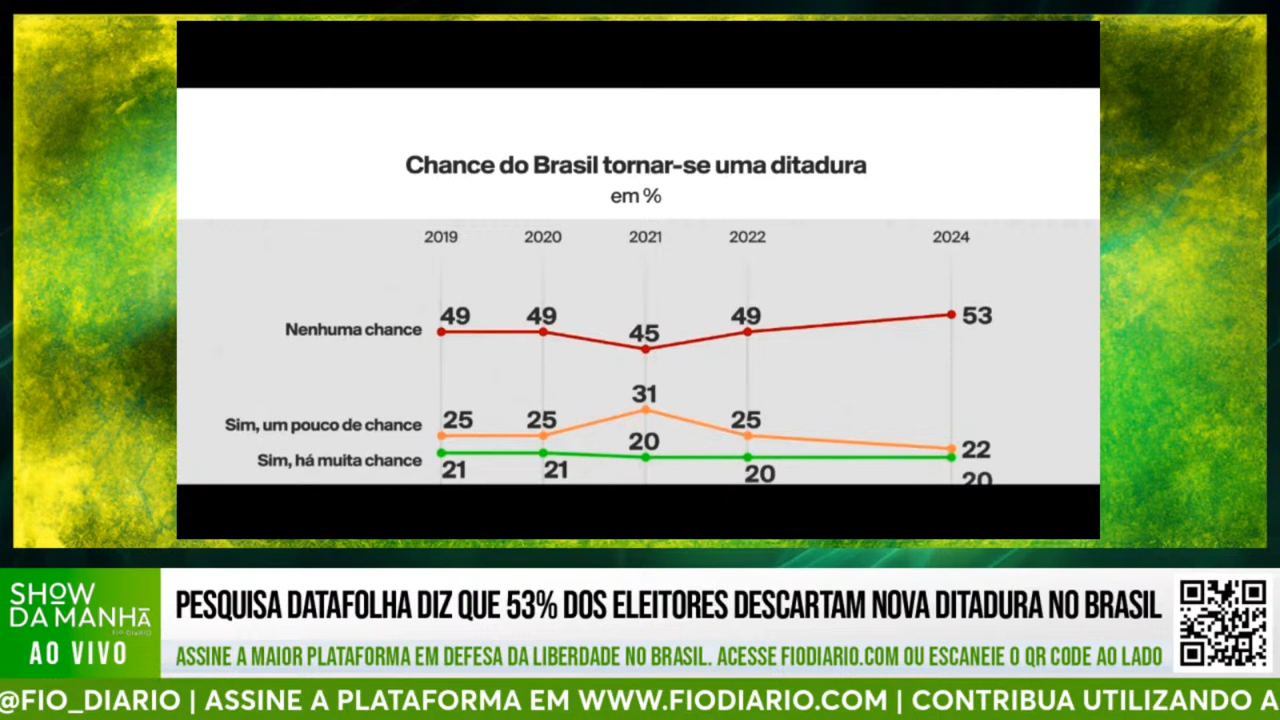 Chance do Brasil tornar-se uma ditadura
em %
2019 2020 2021 2022 2024
Nenhuma chance 49 49 45 49 53
Sim, um pouco de chance 25 25 31 25 22
Sim, há muita chance 21 21 20 20 20
SHOW
DA MANHÃ
FIO DIÁRIO
AO VIVO
PESQUISA DATAFOLHA DIZ QUE 53% DOS ELEITORES DESCARTAM NOVA DITADURA NO BRASIL
ASSINE A MAIOR PLATAFORMA EM DEFESA DA LIBERDADE NO BRASIL. ACESSE FIODIARIO.COM OU ESCANEIE O QR CODE AO LADO
@FIO_DIARIO | ASSINE A PLATAFORMA EM WWW.FIODIARIO.COM | CONTRIBUA UTILIZANDO A